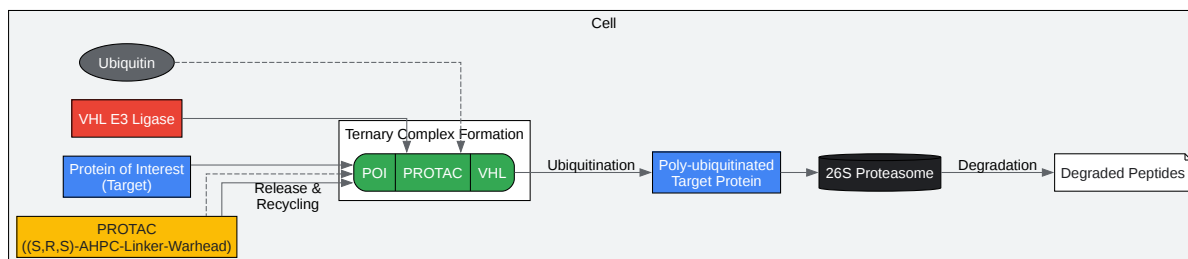 Cell
Ubiquitin
VHL E3 Ligase
Ternary Complex Formation
Protein of Interest
(Target)
POI
PROTAC
VHL
Ubiquitination
Poly-ubiquitinated
Target Protein
26S Proteasome
Degradation
Degraded Peptides
Release &
Recycling
PROTAC
((S,R,S)-AHPC-Linker-Warhead)